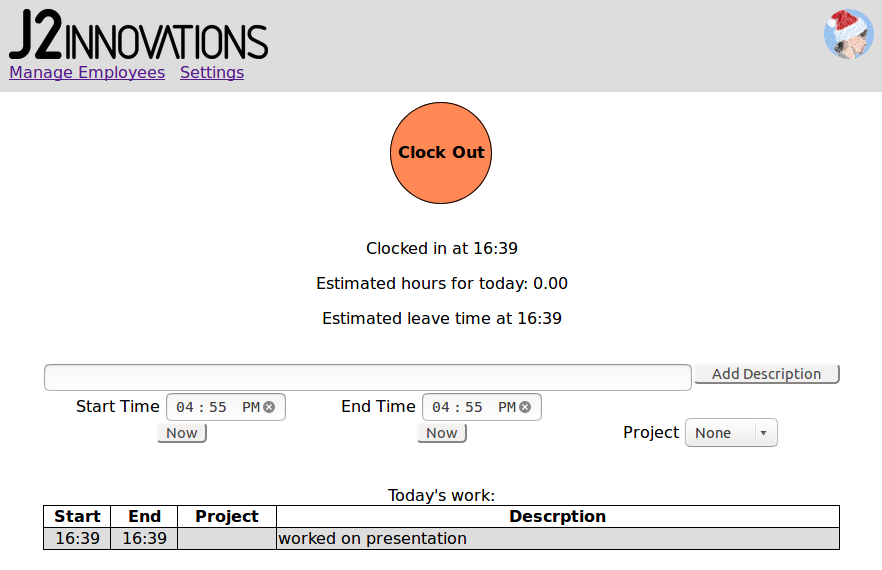 J2INNOVATIONS
Manage Employees Settings
Clock Out
Clocked in at 16:39
Estimated hours for today: 0.00
Estimated leave time at 16:39
Add Description
Start Time 04 : 55 PM End Time 04 : 55 PM
Now Now Project None
Today's work:
Start End Project Descrption
16:39 16:39 worked on presentation